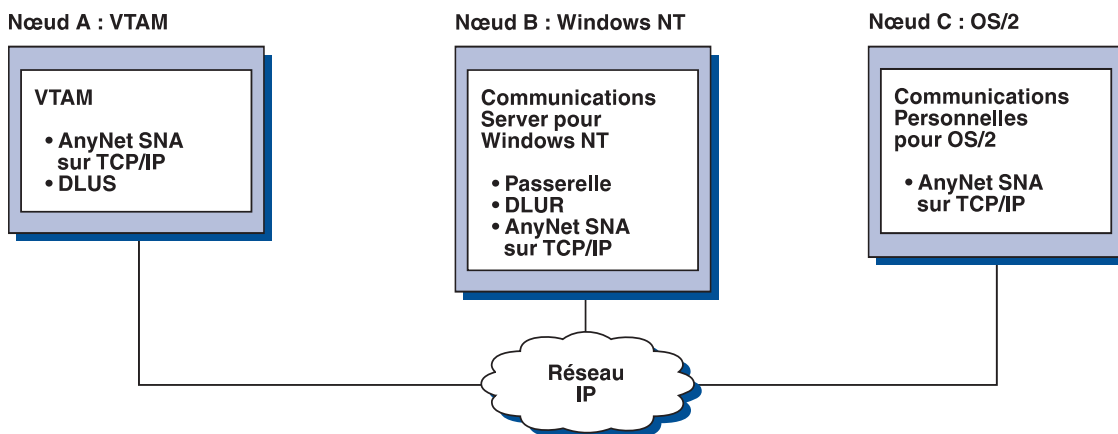 Nœud A : VTAM
VTAM
• AnyNet SNA
sur TCP/IP
• DLUS
Nœud B : Windows NT
Communications
Server pour
Windows NT
• Passerelle
• DLUR
• AnyNet SNA
sur TCP/IP
Nœud C : OS/2
Communications
Personnelles
pour OS/2
• AnyNet SNA
sur TCP/IP
Réseau
IP